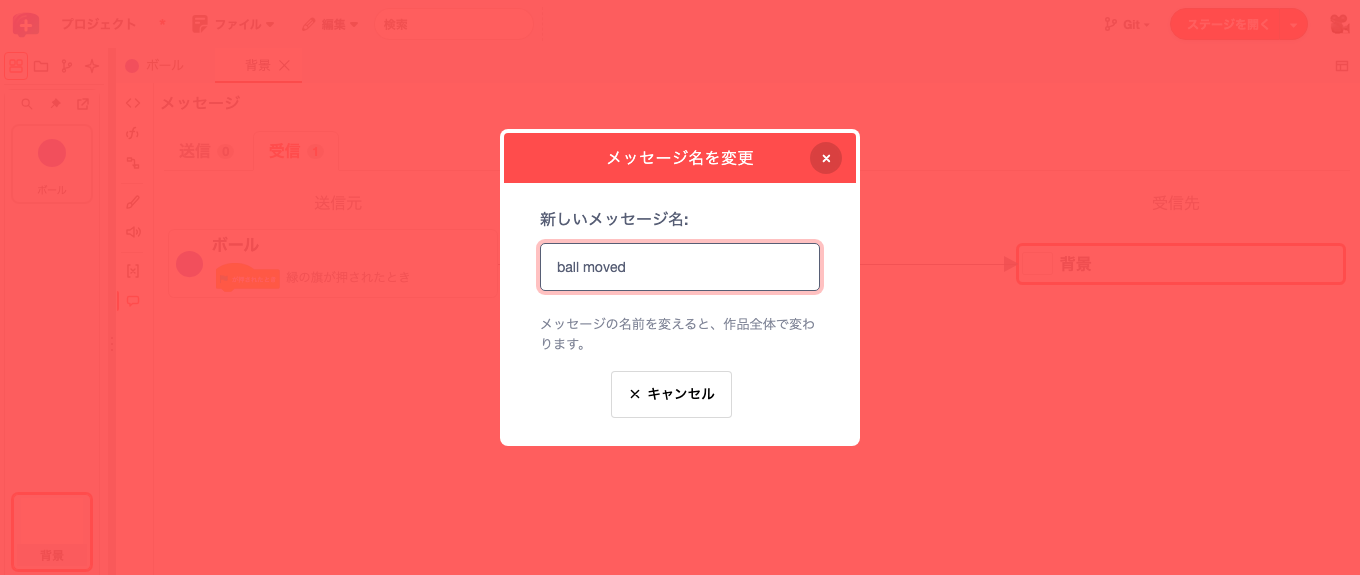 プロジェクト *
ファイル
編集
検索
Git
ステージを開く
ボール
背景
メッセージ
送信 0
受信 1
送信元
受信先
ボール
緑の旗が押されたとき
背景
ボール
背景
メッセージ名を変更
新しいメッセージ名:
ball moved
メッセージの名前を変えると、作品全体で変わ
ります。
キャンセル